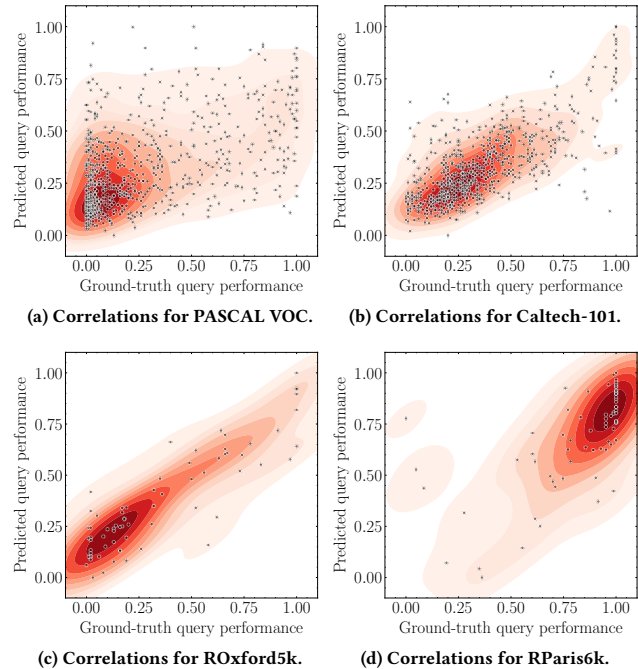 1.00
0.75
0.50
0.25
0.00
Predicted query performance
0.00 0.25 0.50 0.75 1.00
Ground-truth query performance
(a) Correlations for PASCAL VOC.
1.00
0.75
0.50
0.25
0.00
Predicted query performance
0.00 0.25 0.50 0.75 1.00
Ground-truth query performance
(b) Correlations for Caltech-101.
1.00
0.75
0.50
0.25
0.00
Predicted query performance
0.00 0.25 0.50 0.75 1.00
Ground-truth query performance
(c) Correlations for ROxford5k.
1.00
0.75
0.50
0.25
0.00
Predicted query performance
0.00 0.25 0.50 0.75 1.00
Ground-truth query performance
(d) Correlations for RParis6k.